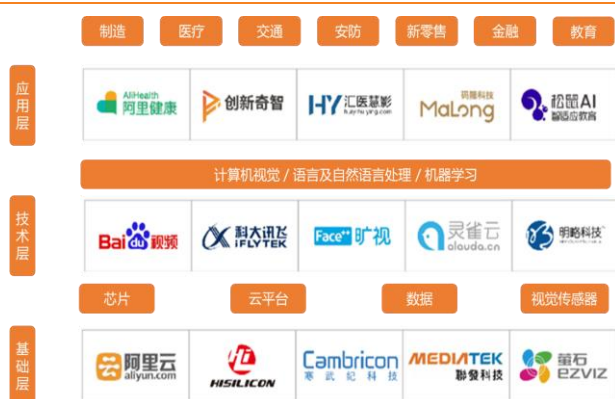 制造 医疗 交通 安防 新零售 金融 教育
应用层
AliHealth
阿里健康
创新奇智
HY 汇医慧影
huiyihuiying.com
码隆科技
MaLong
松鼠AI
智适应教育
计算机视觉 / 语言及自然语言处理 / 机器学习
技术层
Bai du 视频
科大讯飞
iFLYTEK
Face++ 旷视
灵雀云
alauda.cn
明略科技
芯片 云平台 数据 视觉传感器
基础层
阿里云
aliyun.com
Hi
HISILICON
Cambricon
寒武纪科技
MEDIATEK
聯發科技
萤石
EZVIZ